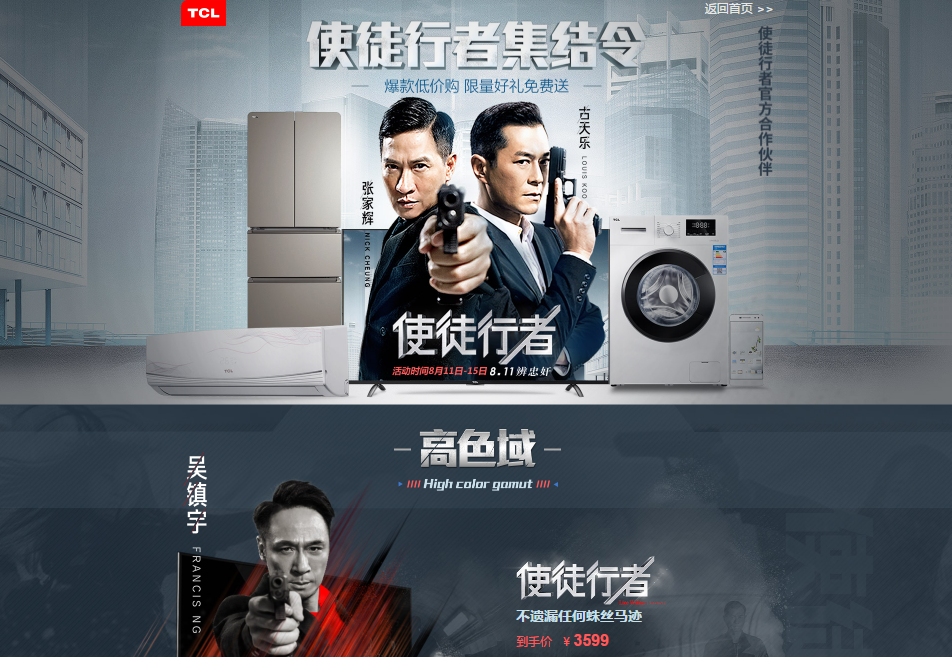 TCL
返回首页 >>
使徒行者集结令
爆款低价购 限量好礼免费送
使徒行者官方合作伙伴
古天乐
LOUIS KOO
张家辉
NICK CHEUNG
TCL
TCL
使徒行者
活动时间8月11日-15日 8.11 辨忠奸
高色域
High color gamut
吴镇宇
FRANCIS NG
使徒行者
不遗漏任何蛛丝马迹
到手价 ¥3599